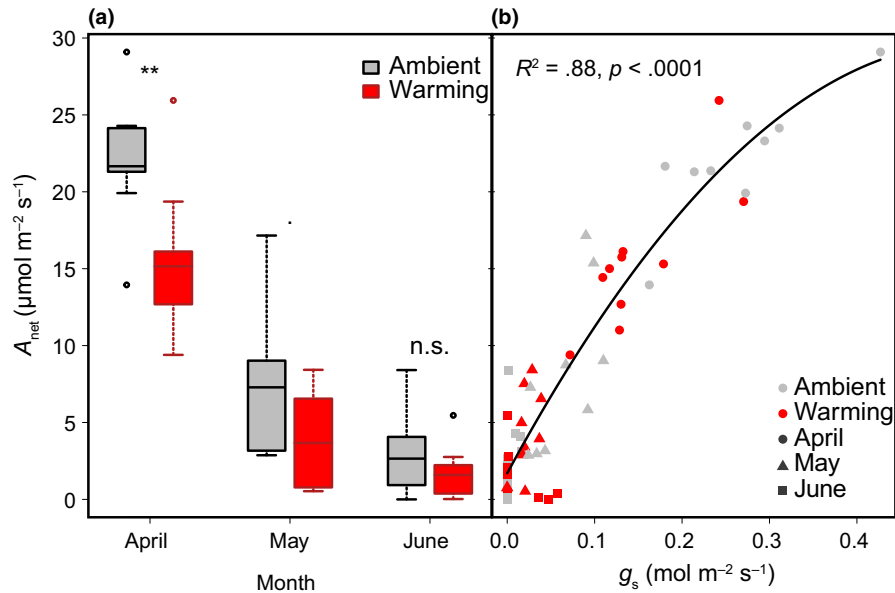 (a)
30
25
20
15
10
5
0
A_net (µmol m⁻² s⁻¹)
**
.
n.s.
Ambient
Warming
April
May
June
Month
(b)
R² = .88, p < .0001
Ambient
Warming
April
May
June
0.0
0.1
0.2
0.3
0.4
g_s (mol m⁻² s⁻¹)